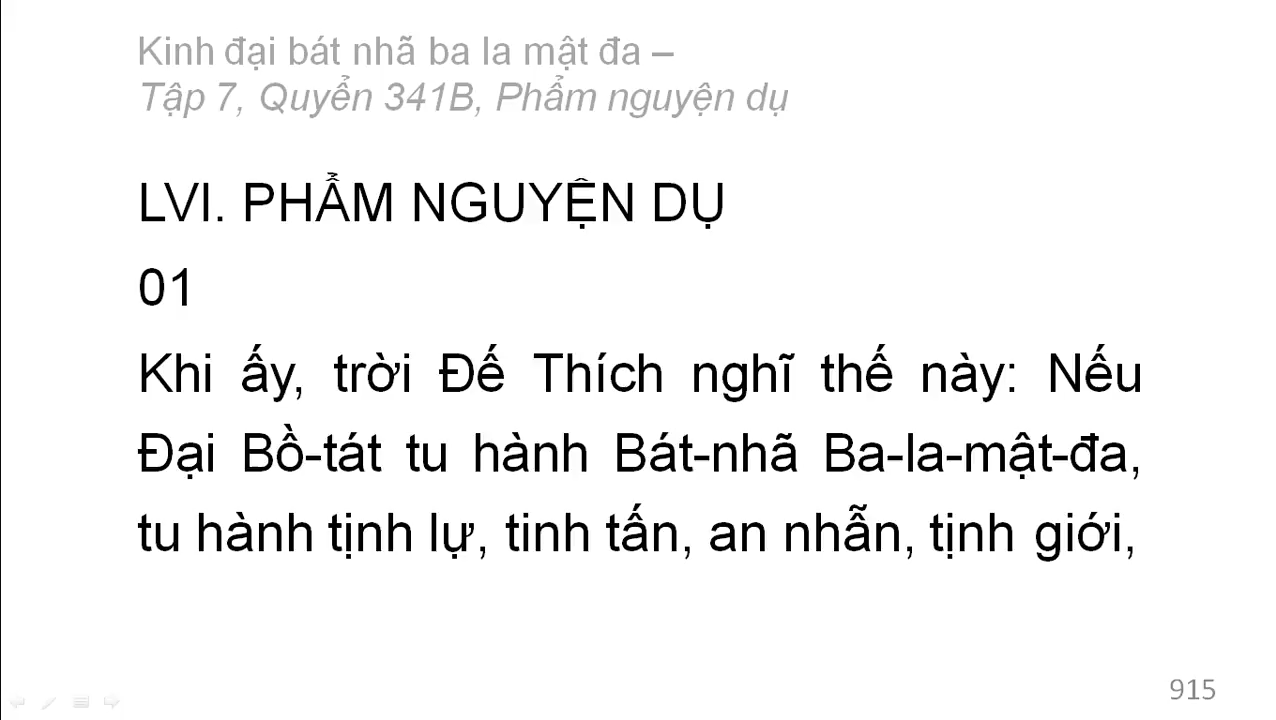 Kinh đại bát nhã ba la mật đa –
Tập 7, Quyển 341B, Phẩm nguyện dụ
LVI. PHẨM NGUYỆN DỤ
01
Khi ấy, trời Đế Thích nghĩ thế này: Nếu
Đại Bồ-tát tu hành Bát-nhã Ba-la-mật-đa,
tu hành tịnh lự, tinh tấn, an nhẫn, tịnh giới,
915